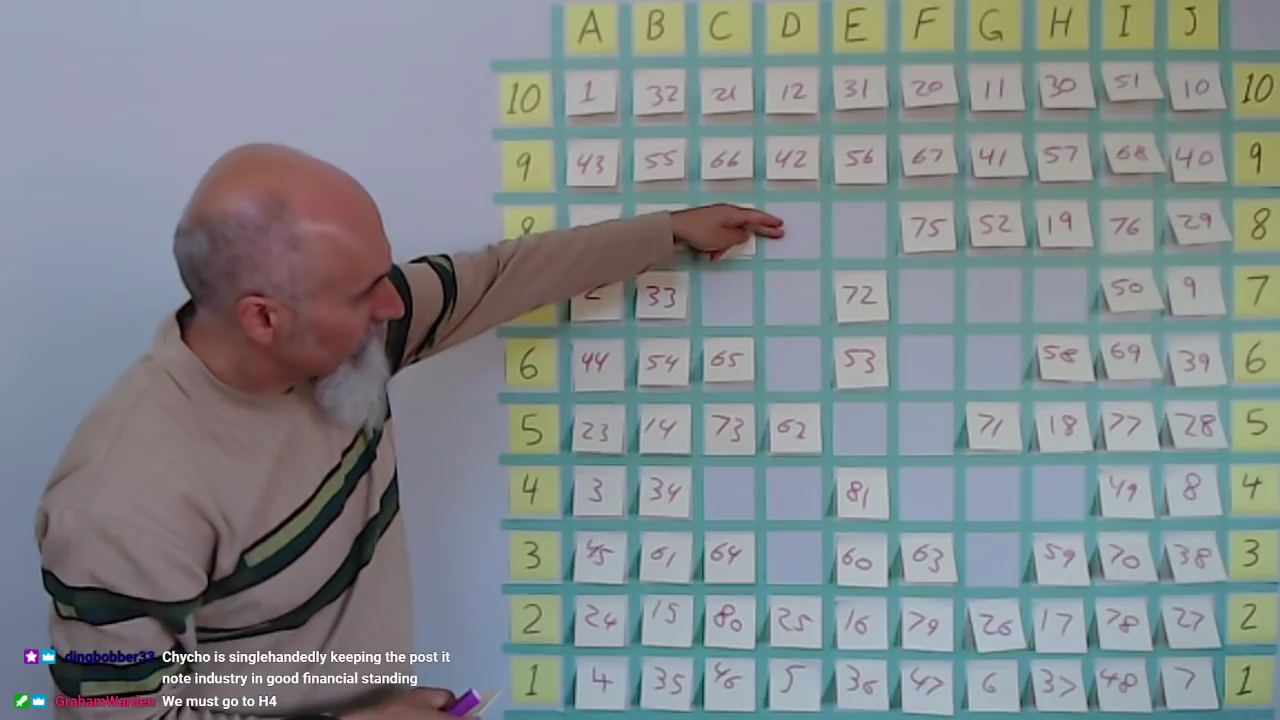 A B C D E F G H I J
10 1 32 21 12 31 20 11 30 51 10 10
9 43 55 66 42 56 67 41 57 68 40 9
8 75 52 19 76 29 8
2 33 72 50 9 7
6 44 54 65 53 58 69 39 6
5 23 14 73 62 71 18 77 28 5
4 3 34 81 49 8 4
3 45 61 64 60 63 59 70 38 3
2 24 15 80 25 16 79 26 17 78 27 2
1 4 35 46 5 36 47 6 37 48 7 1
dingbobber33 Chycho is singlehandedly keeping the post it
note industry in good financial standing
GrahamWarden We must go to H4